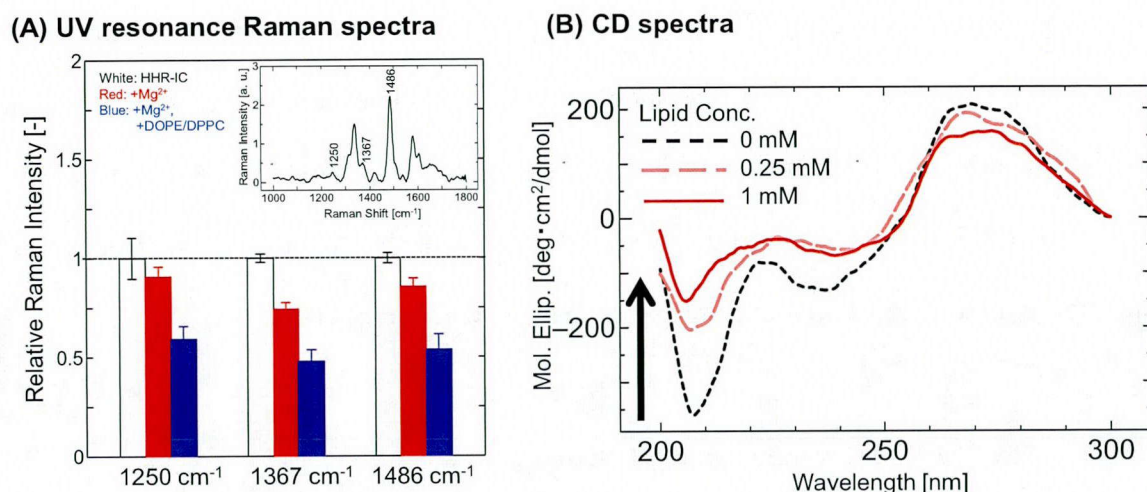 (A) UV resonance Raman spectra
2
1.5
1
0.5
0
Relative Raman Intensity [-]
White: HHR-IC
Red: +Mg²⁺
Blue: +Mg²⁺,
+DOPE/DPPC
3
2
1
0
Raman Intensity [a. u.]
1250
1367
1486
1000 1200 1400 1600 1800
Raman Shift [cm⁻¹]
1250 cm⁻¹ 1367 cm⁻¹ 1486 cm⁻¹
(B) CD spectra
200
0
−200
Mol. Ellip. [deg·cm²/dmol]
Lipid Conc.
0 mM
0.25 mM
1 mM
200 250 300
Wavelength [nm]